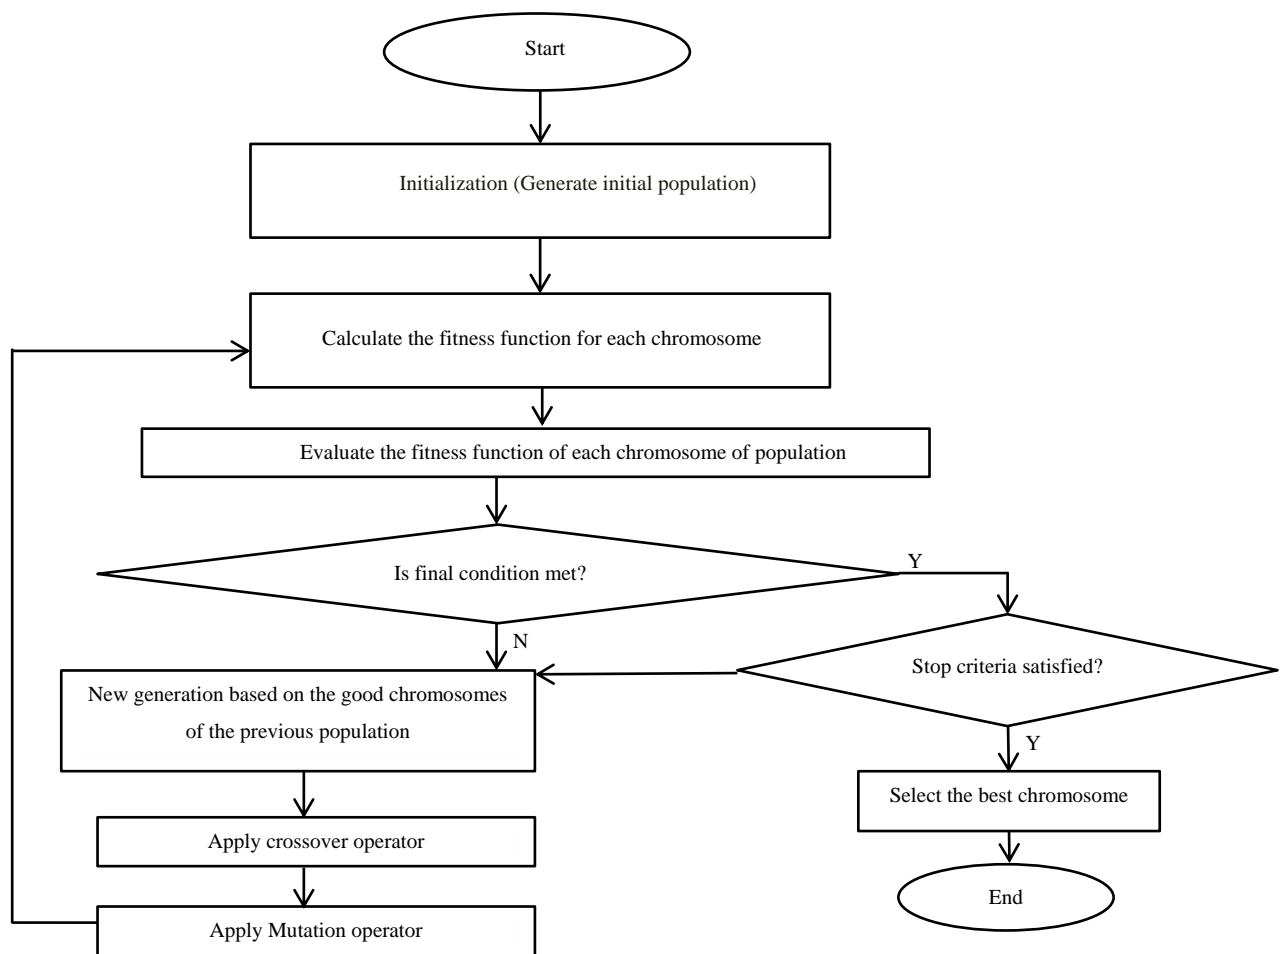 Start
Initialization (Generate initial population)
Calculate the fitness function for each chromosome
Evaluate the fitness function of each chromosome of population
Is final condition met?
Y
N
Stop criteria satisfied?
New generation based on the good chromosomes
of the previous population
Y
Select the best chromosome
Apply crossover operator
End
Apply Mutation operator